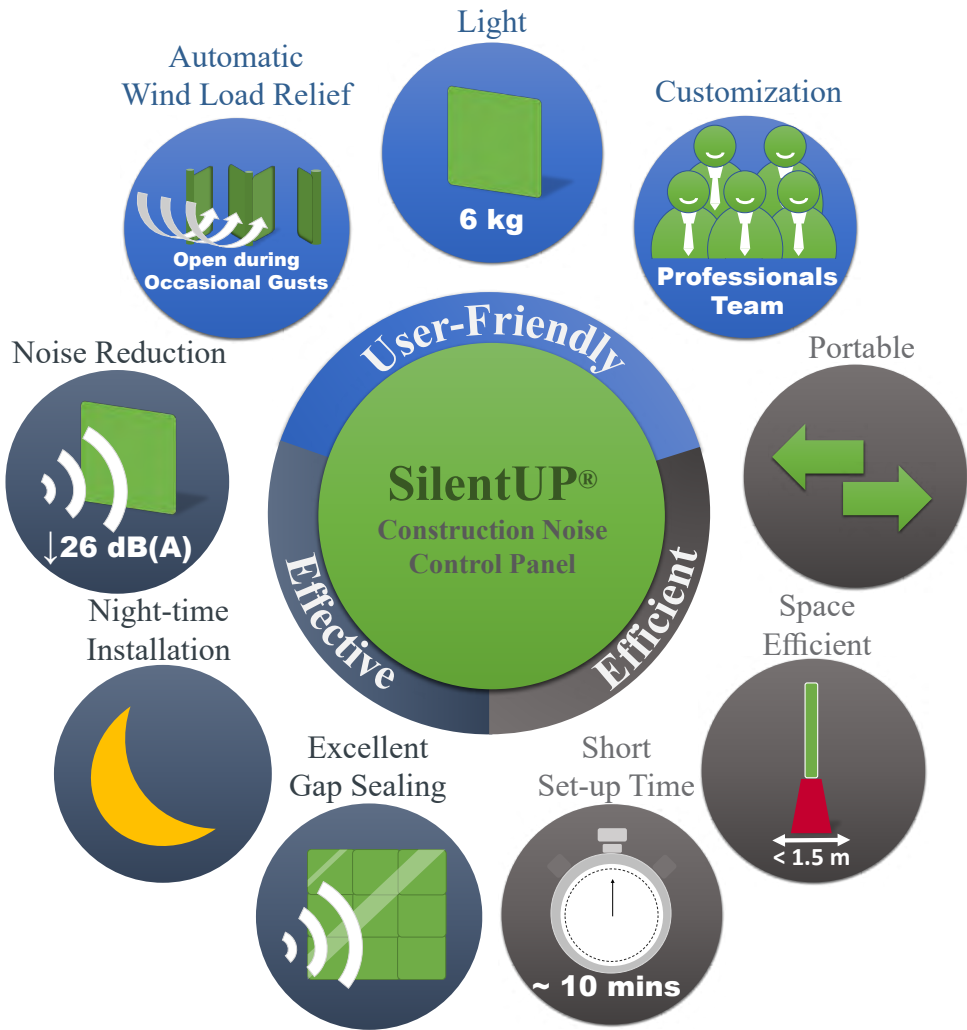 Light
6 kg
Automatic
Wind Load Relief
Open during
Occasional Gusts
Customization
Professionals
Team
User-Friendly
Noise Reduction
↓26 dB(A)
SilentUP®
Construction Noise
Control Panel
Portable
Effective
Efficient
Night-time
Installation
Space
Efficient
< 1.5 m
Excellent
Gap Sealing
Short
Set-up Time
~ 10 mins